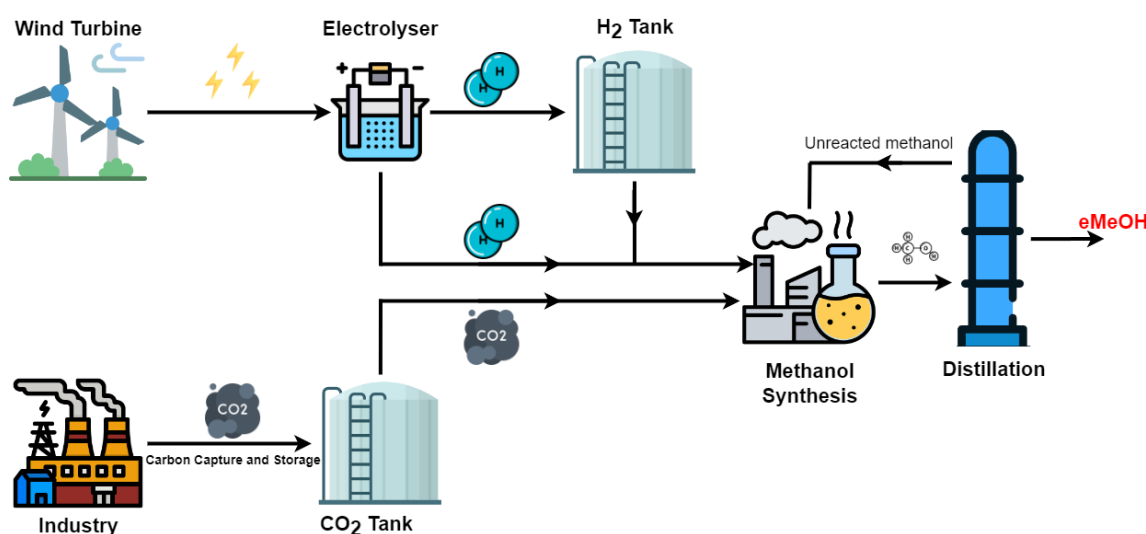 Wind Turbine
Electrolyser
H2 Tank
+ −
H H
Unreacted methanol
eMeOH
H H
H
H C O H
H
CO2
CO2
Methanol
Synthesis
Distillation
Carbon Capture and Storage
Industry
CO2 Tank